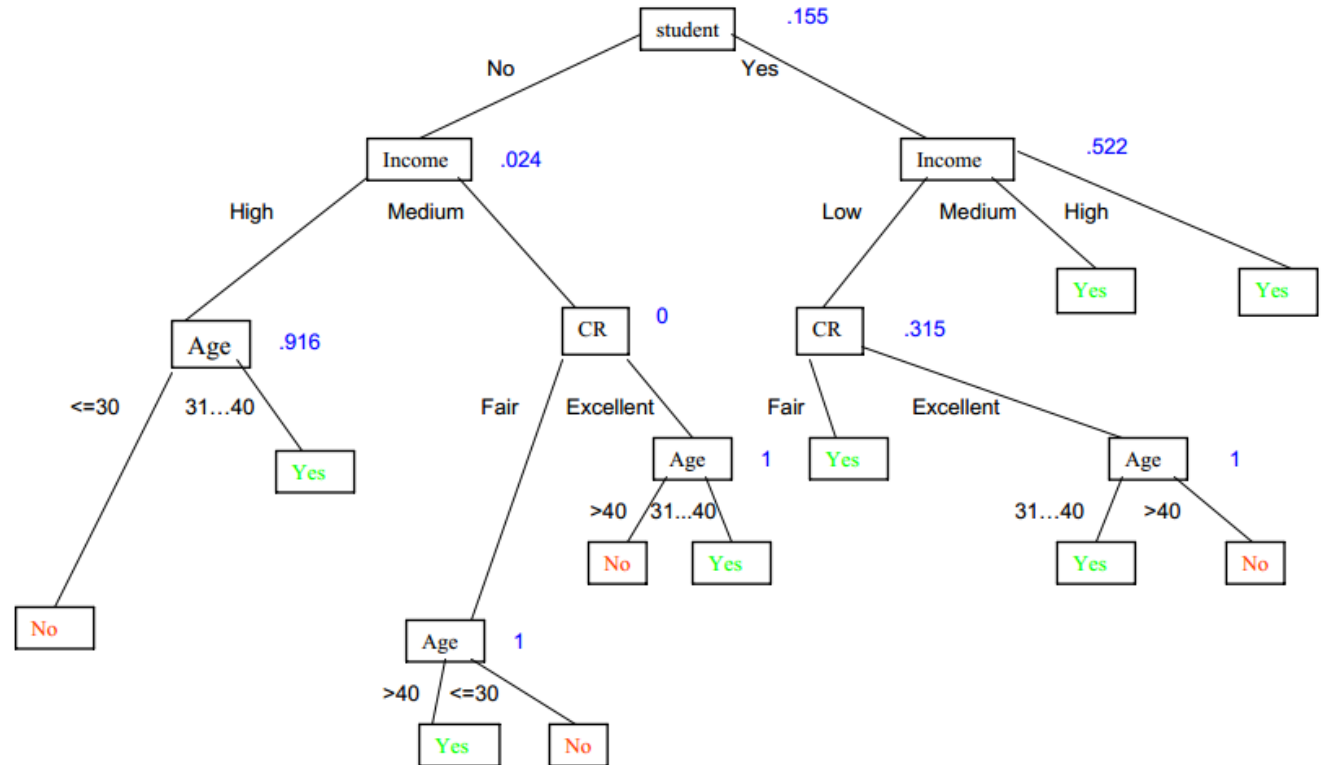 student .155
No Yes
Income .024 Income .522
High Medium Low Medium High
Yes Yes
Age .916 CR 0 CR .315
<=30 31...40 Fair Excellent Fair Excellent
Yes Age 1 Yes Age 1
>40 31...40 31...40 >40
No Yes Yes No
No Age 1
>40 <=30
Yes No